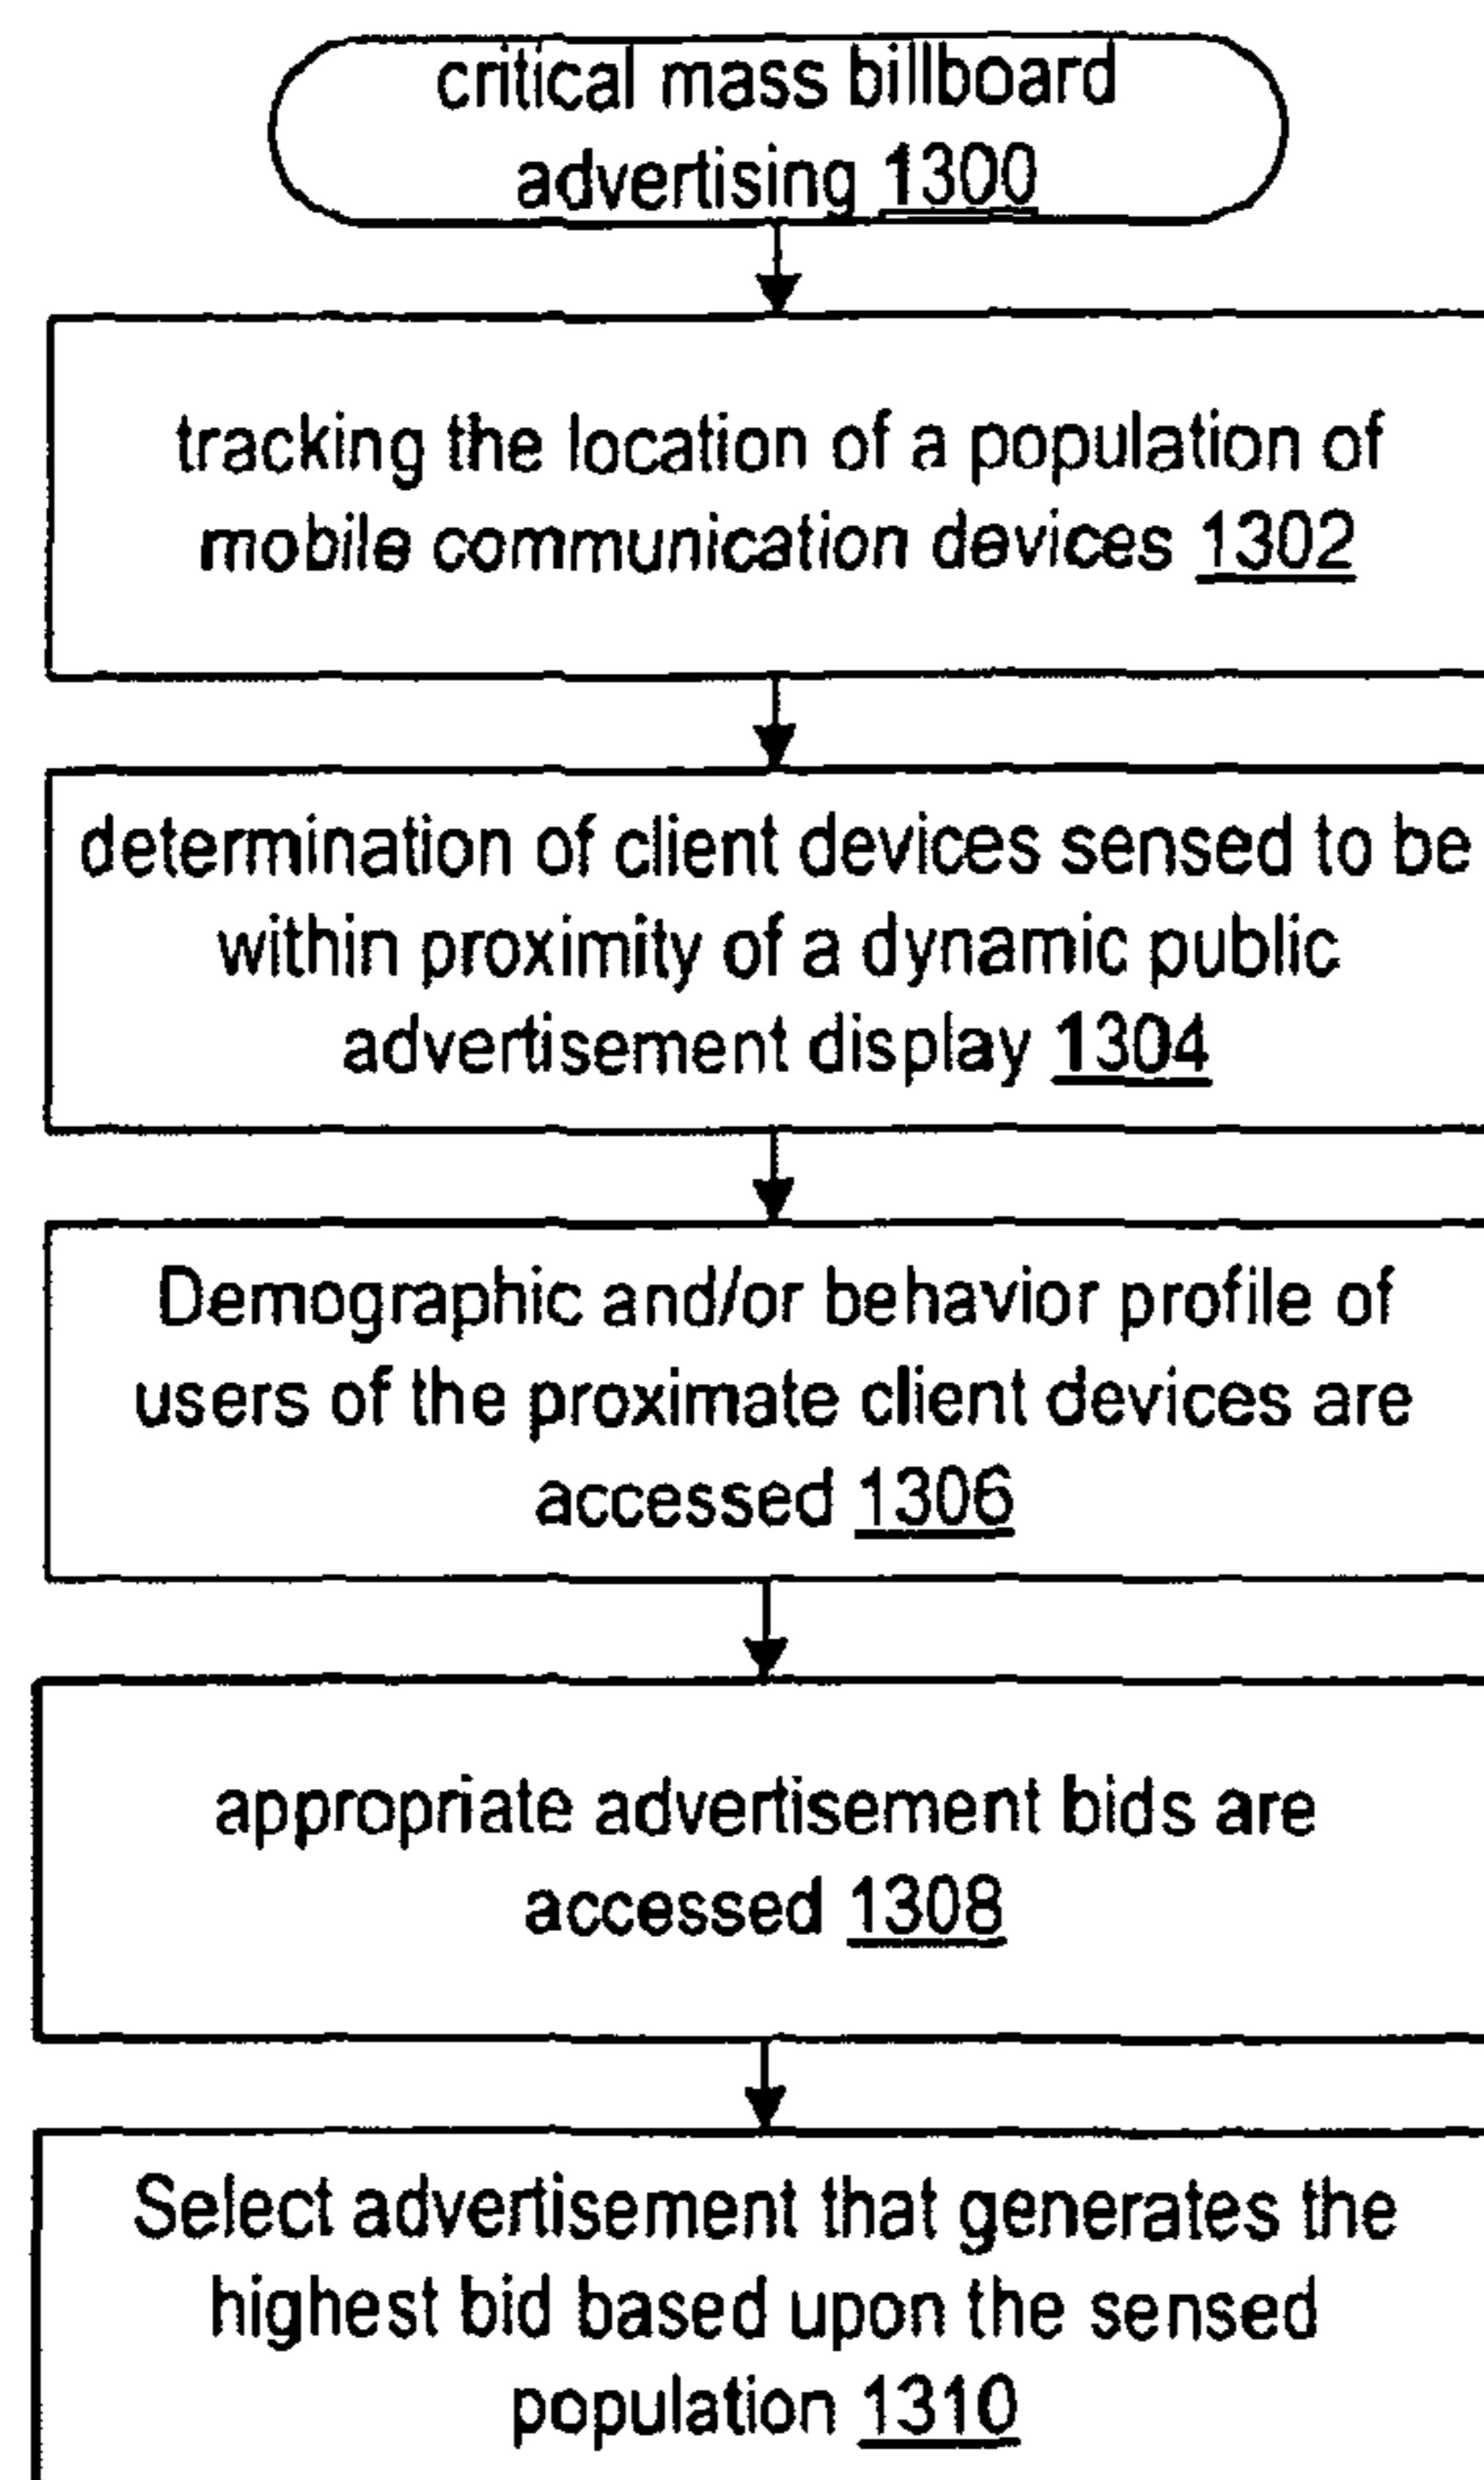 critical mass billboard
advertising 1300
tracking the location of a population of
mobile communication devices 1302
determination of client devices sensed to be
within proximity of a dynamic public
advertisement display 1304
Demographic and/or behavior profile of
users of the proximate client devices are
accessed 1306
appropriate advertisement bids are
accessed 1308
Select advertisement that generates the
highest bid based upon the sensed
population 1310